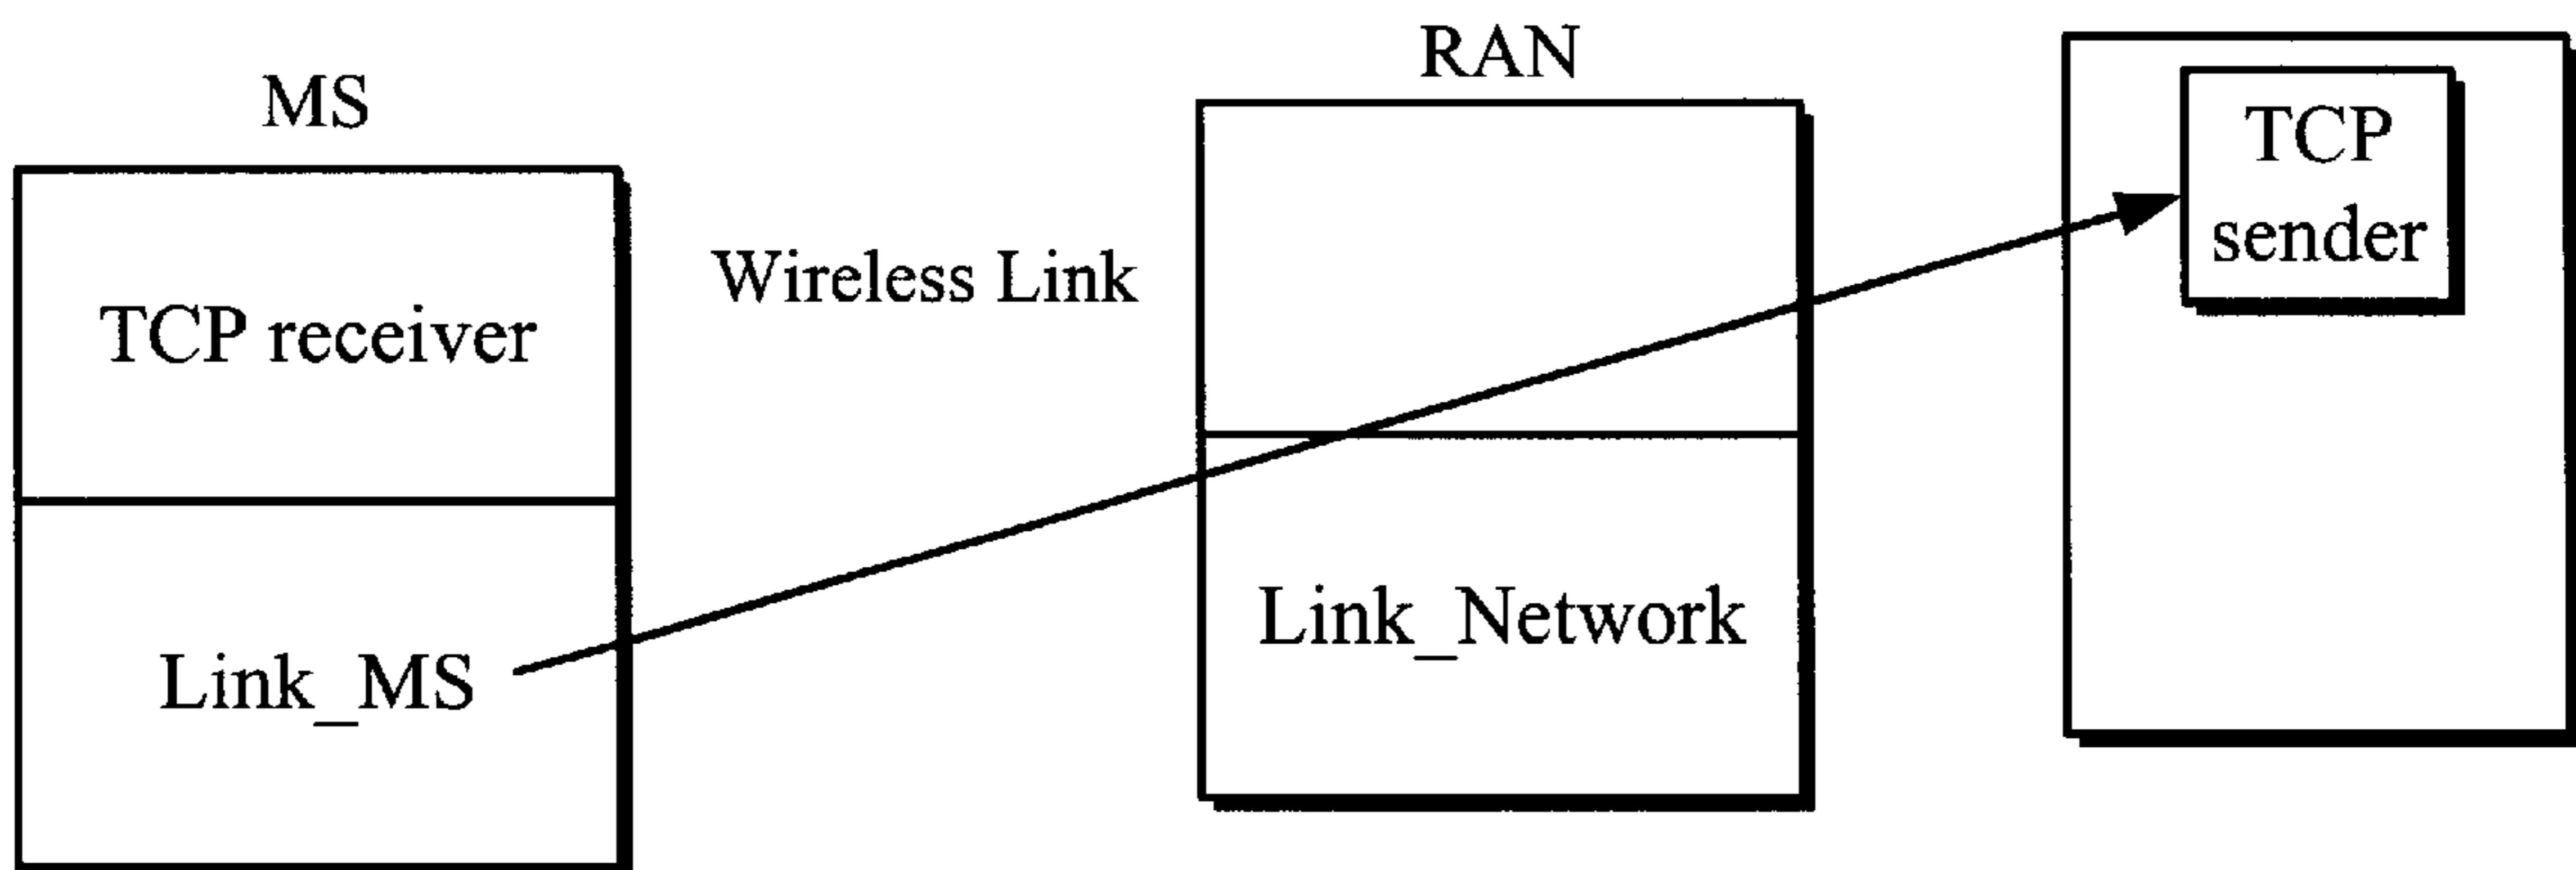 MS
TCP receiver
Link_MS
Wireless Link
RAN
Link_Network
TCP
sender